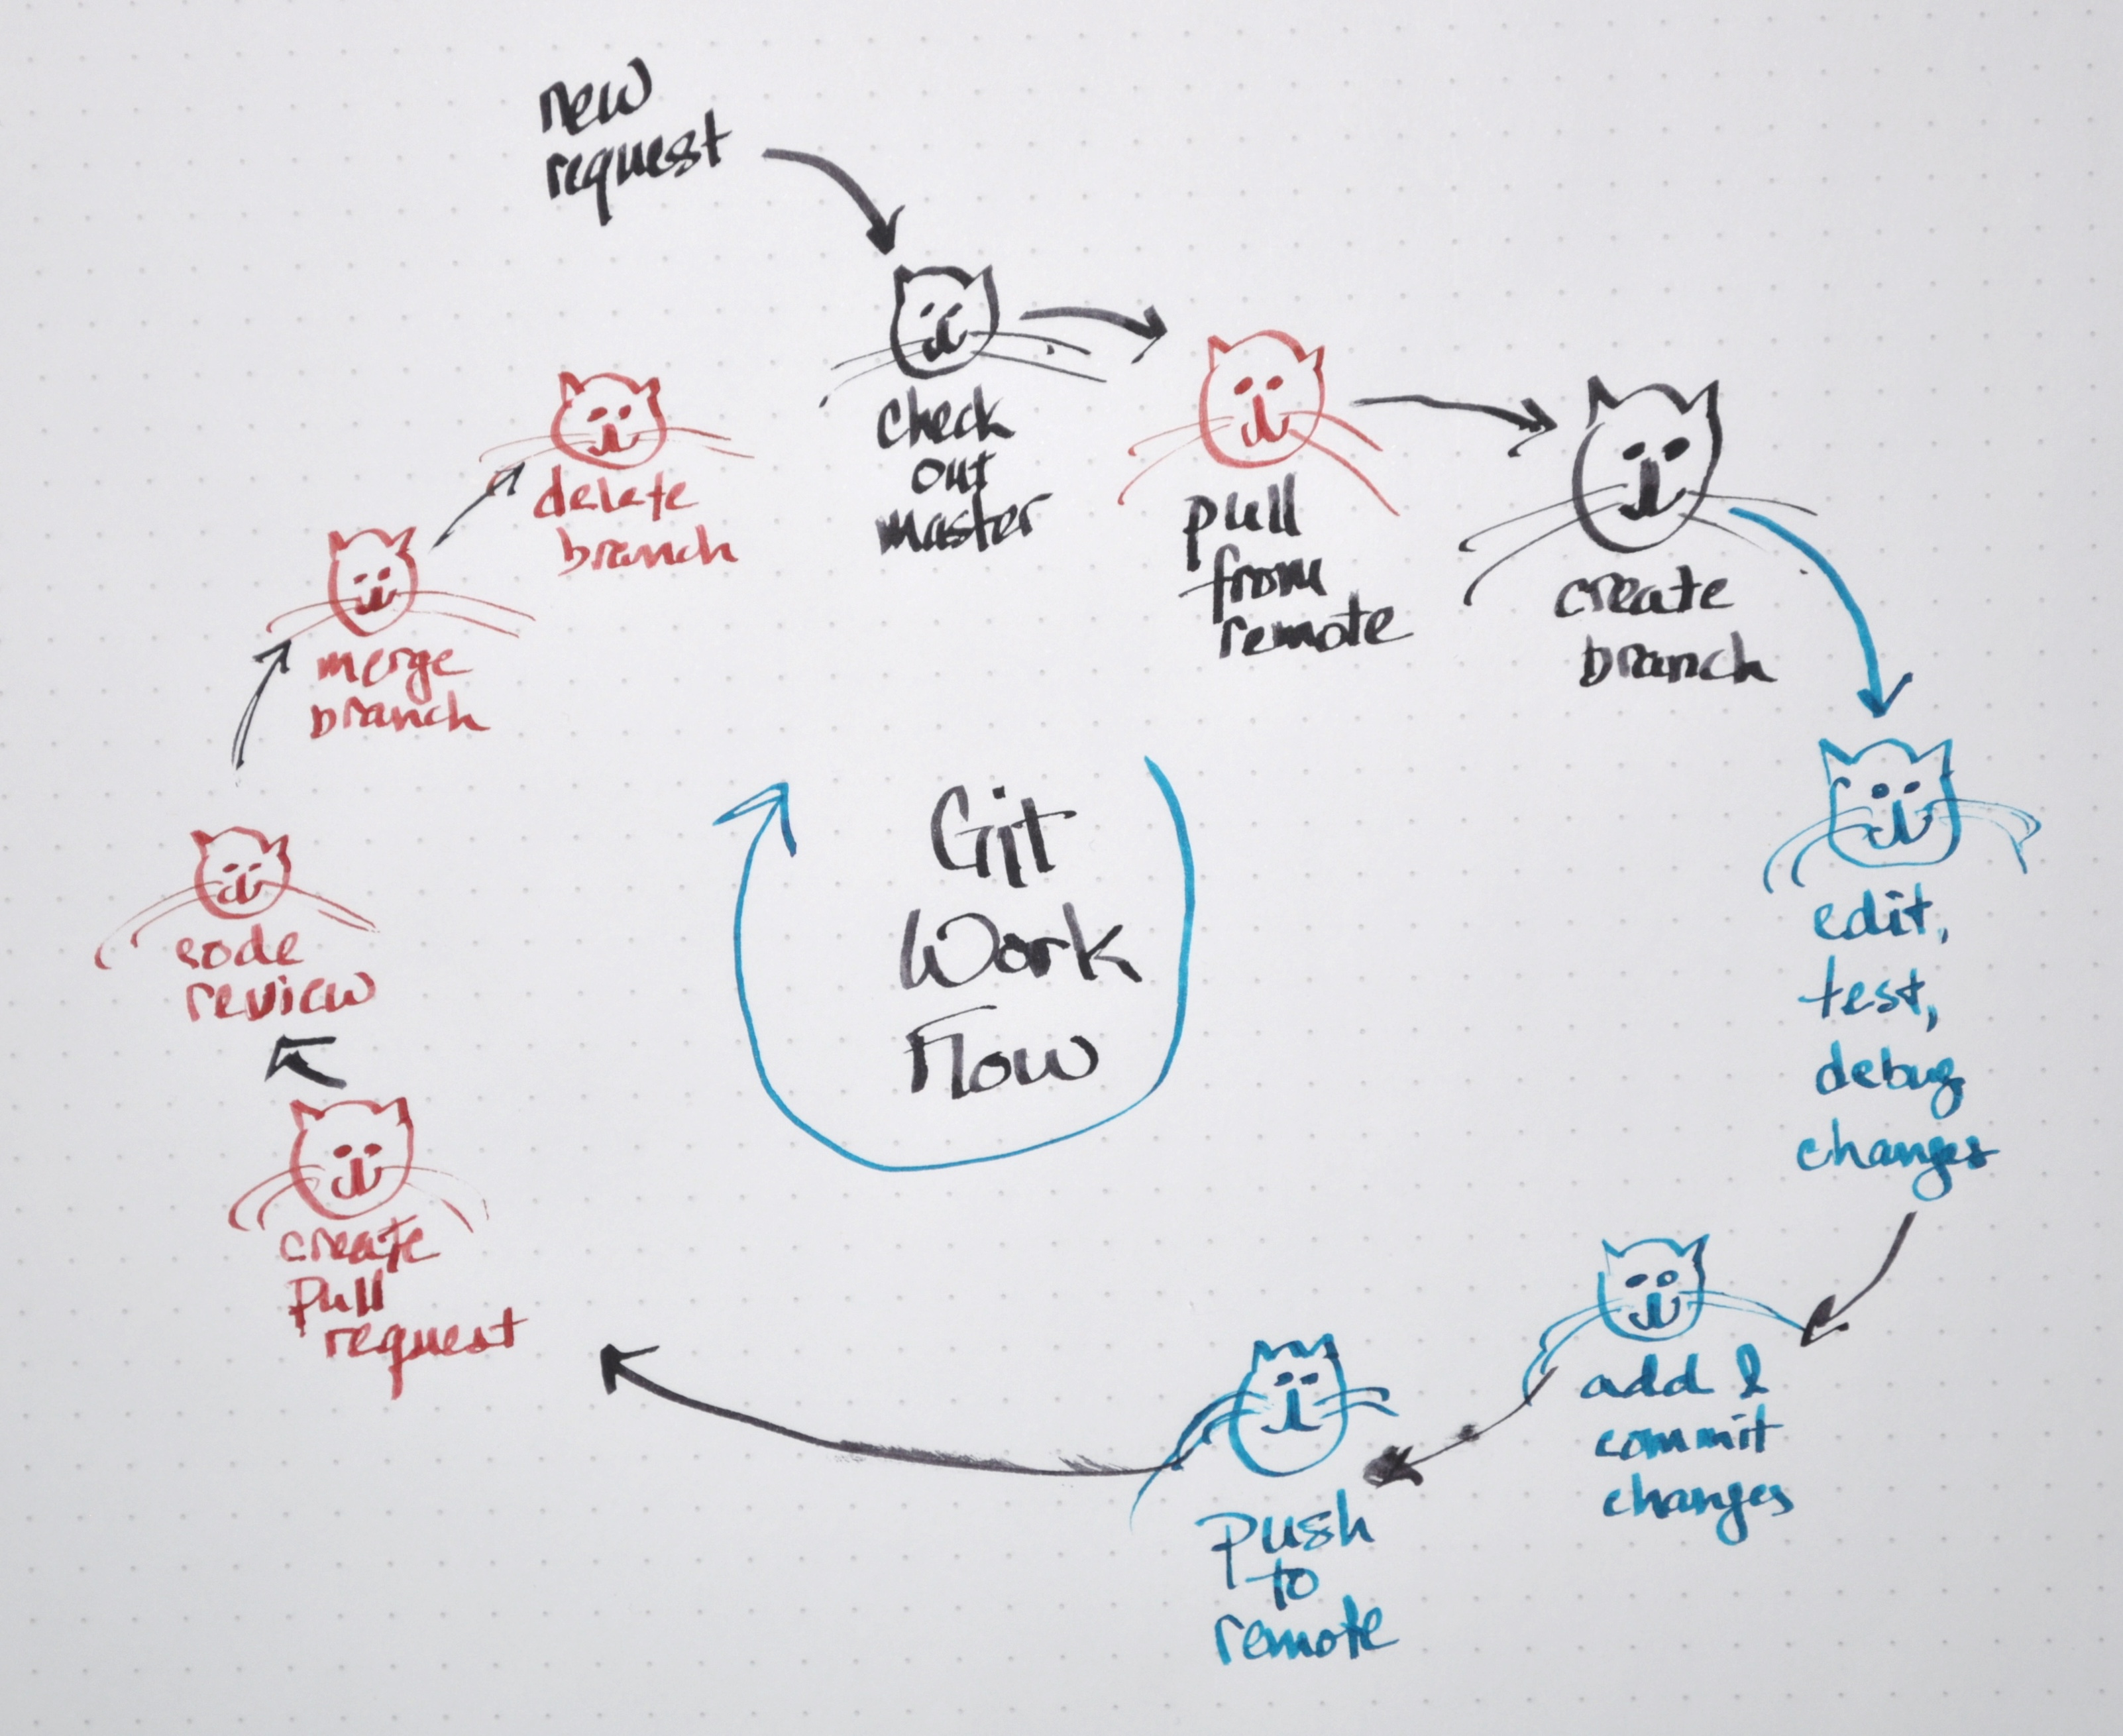 new
request
check
out
master
pull
from
remote
create
branch
edit,
test,
debug
changes
add &
commit
changes
push
to
remote
create
pull
request
code
review
merge
branch
delete
branch
Git
Work
Flow